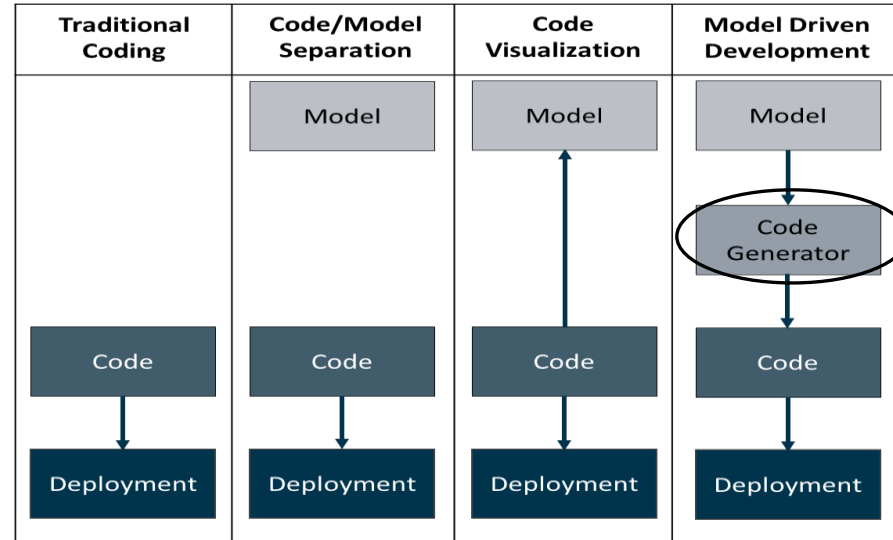 Traditional
Coding
Code/Model
Separation
Code
Visualization
Model Driven
Development
Model
Model
Model
Code
Generator
Code
Code
Code
Code
Deployment
Deployment
Deployment
Deployment